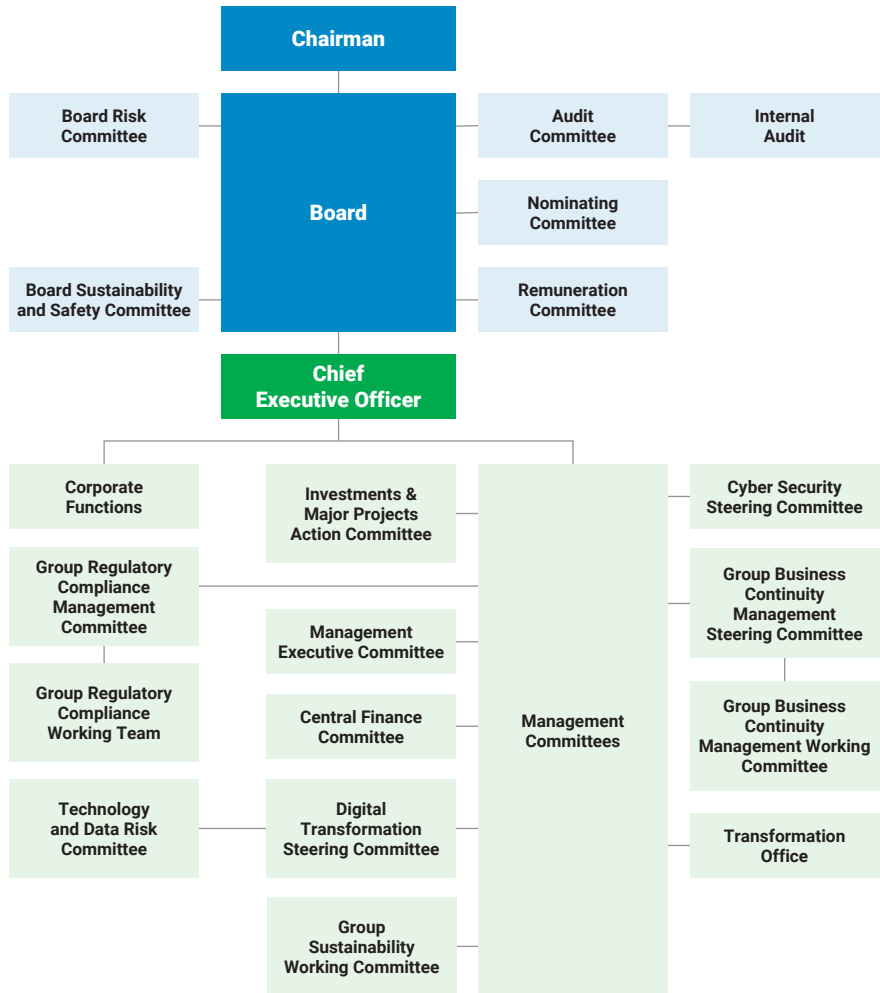 Chairman
Board Risk
Committee
Board
Audit
Committee
Internal
Audit
Nominating
Committee
Board Sustainability
and Safety Committee
Remuneration
Committee
Chief
Executive Officer
Corporate
Functions
Investments &
Major Projects
Action Committee
Management
Committees
Cyber Security
Steering Committee
Group Regulatory
Compliance
Management
Committee
Group Business
Continuity
Management
Steering Committee
Management
Executive Committee
Group Regulatory
Compliance
Working Team
Central Finance
Committee
Group Business
Continuity
Management Working
Committee
Technology
and Data Risk
Committee
Digital
Transformation
Steering Committee
Transformation
Office
Group
Sustainability
Working Committee